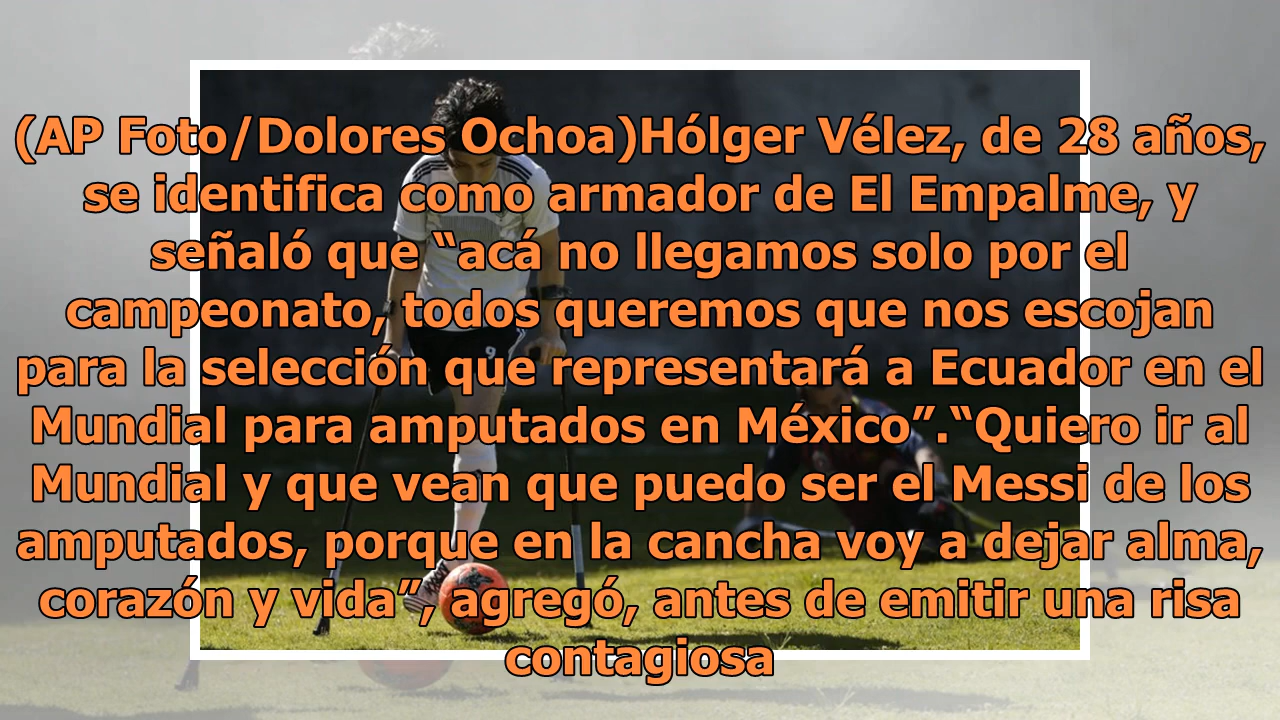 (AP Foto/Dolores Ochoa)Hólger Vélez, de 28 años,
se identifica como armador de El Empalme, y
señaló que “acá no llegamos solo por el
campeonato, todos queremos que nos escojan
para la selección que representará a Ecuador en el
Mundial para amputados en México”.“Quiero ir al
Mundial y que vean que puedo ser el Messi de los
amputados, porque en la cancha voy a dejar alma,
corazón y vida”, agregó, antes de emitir una risa
contagiosa
9